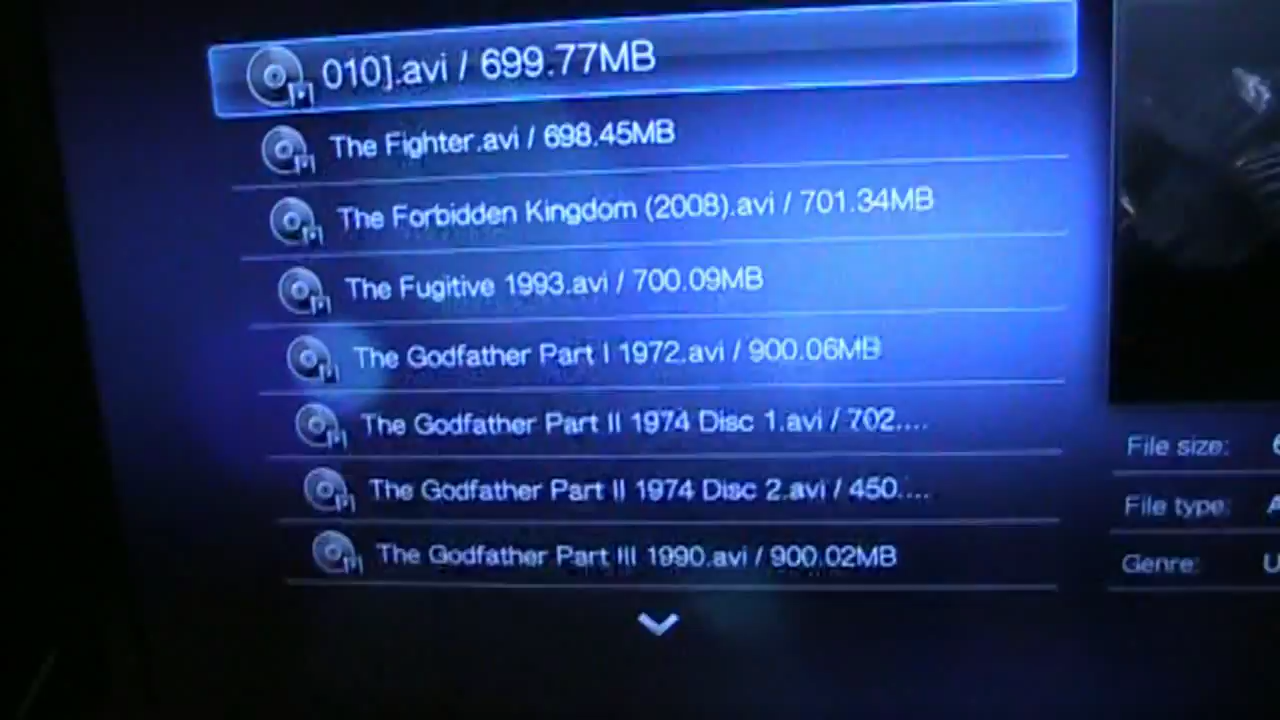 010].avi / 699.77MB
The Fighter.avi / 698.45MB
The Forbidden Kingdom (2008).avi / 701.34MB
The Fugitive 1993.avi / 700.09MB
The Godfather Part I 1972.avi / 900.06MB
The Godfather Part II 1974 Disc 1.avi / 702....
The Godfather Part II 1974 Disc 2.avi / 450....
The Godfather Part III 1990.avi / 900.02MB
File size:
File type:
Genre: